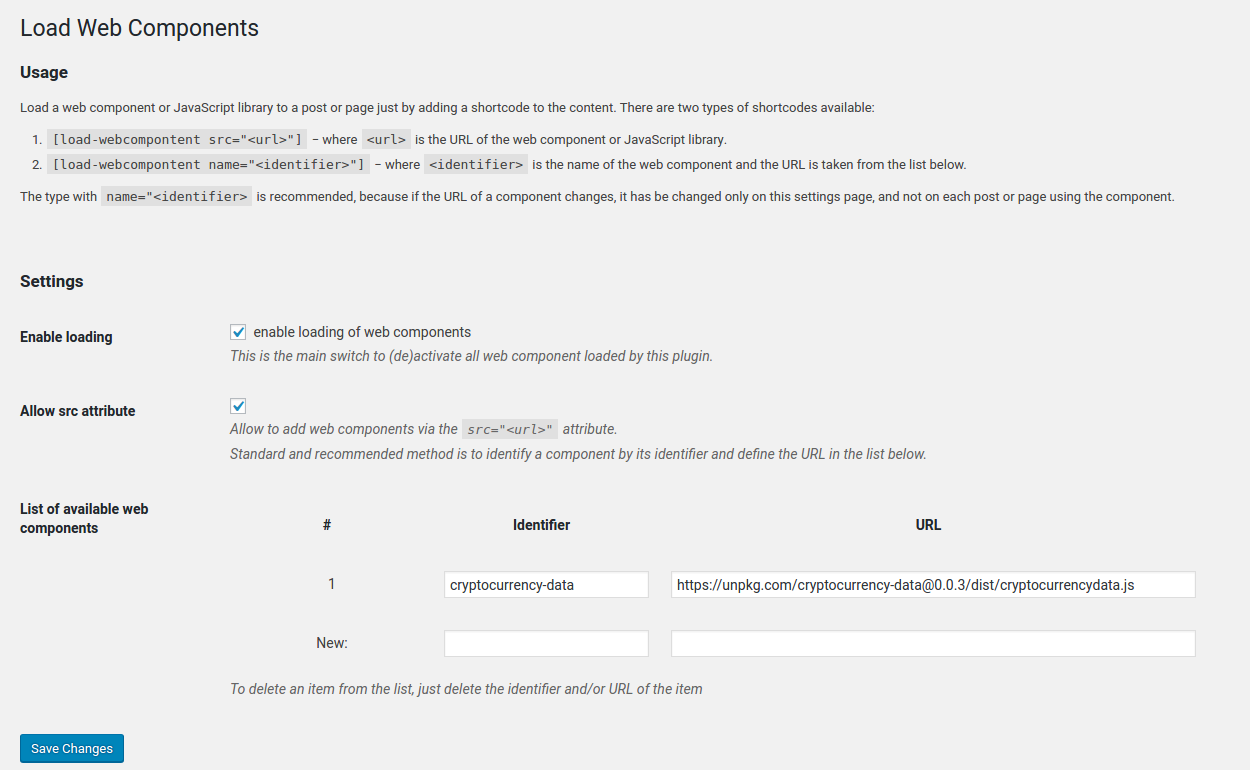 Load Web Components
Usage
Load a web component or JavaScript library to a post or page just by adding a shortcode to the content. There are two types of shortcodes available:
1. [load-webcompontent src="<url>"] – where <url> is the URL of the web component or JavaScript library.
2. [load-webcompontent name="<identifier>"] – where <identifier> is the name of the web component and the URL is taken from the list below.
The type with name="<identifier> is recommended, because if the URL of a component changes, it has be changed only on this settings page, and not on each post or page using the component.
Settings
Enable loading
enable loading of web components
This is the main switch to (de)activate all web component loaded by this plugin.
Allow src attribute
Allow to add web components via the src="<url>" attribute.
Standard and recommended method is to identify a component by its identifier and define the URL in the list below.
List of available web
components
# Identifier URL
1 cryptocurrency-data https://unpkg.com/cryptocurrency-data@0.0.3/dist/cryptocurrencydata.js
New:
To delete an item from the list, just delete the identifier and/or URL of the item
Save Changes